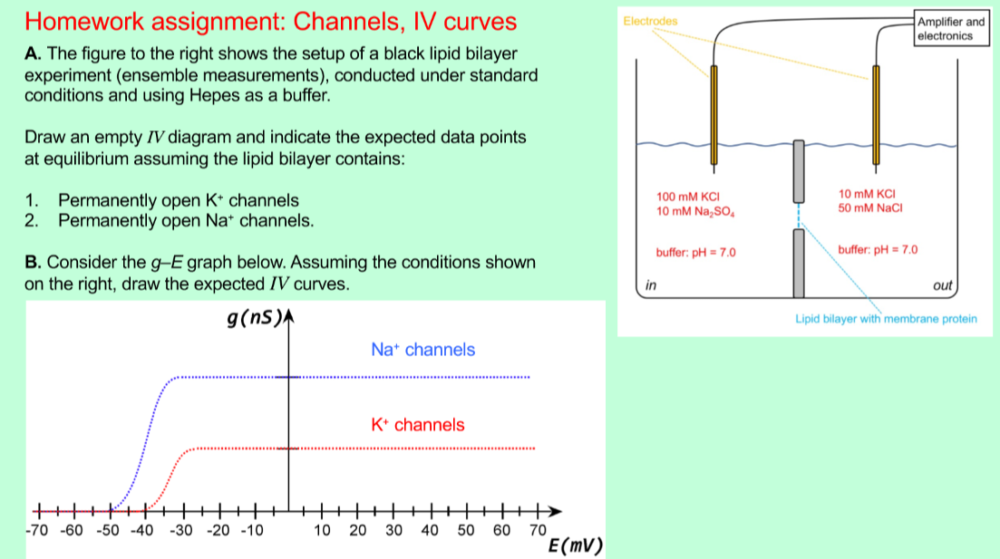 Homework assignment: Channels, IV curves
A. The figure to the right shows the setup of a black lipid bilayer
experiment (ensemble measurements), conducted under standard
conditions and using Hepes as a buffer.
Draw an empty IV diagram and indicate the expected data points
at equilibrium assuming the lipid bilayer contains:
1. Permanently open K⁺ channels
2. Permanently open Na⁺ channels.
B. Consider the g–E graph below. Assuming the conditions shown
on the right, draw the expected IV curves.
g(nS)
Na⁺ channels
K⁺ channels
-70 -60 -50 -40 -30 -20 -10 10 20 30 40 50 60 70
E(mV)
Electrodes
Amplifier and
electronics
100 mM KCl
10 mM Na₂SO₄
buffer: pH = 7.0
in
10 mM KCl
50 mM NaCl
buffer: pH = 7.0
out
Lipid bilayer with membrane protein